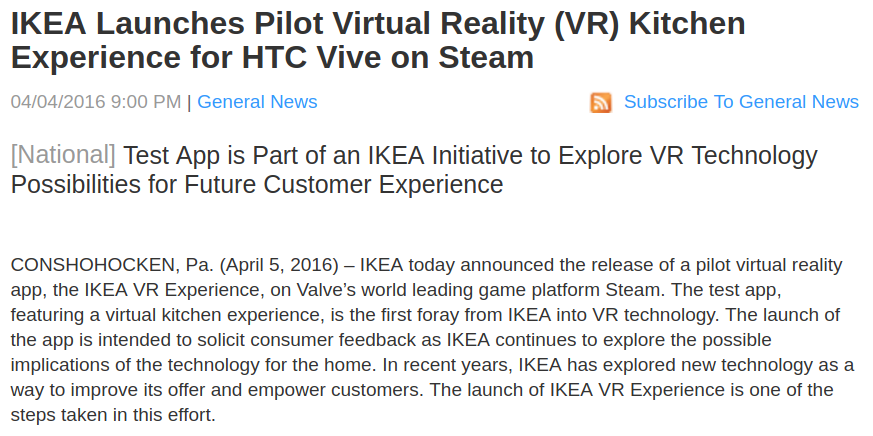 IKEA Launches Pilot Virtual Reality (VR) Kitchen
Experience for HTC Vive on Steam
04/04/2016 9:00 PM | General News
Subscribe To General News
[National] Test App is Part of an IKEA Initiative to Explore VR Technology
Possibilities for Future Customer Experience
CONSHOHOCKEN, Pa. (April 5, 2016) – IKEA today announced the release of a pilot virtual reality
app, the IKEA VR Experience, on Valve’s world leading game platform Steam. The test app,
featuring a virtual kitchen experience, is the first foray from IKEA into VR technology. The launch of
the app is intended to solicit consumer feedback as IKEA continues to explore the possible
implications of the technology for the home. In recent years, IKEA has explored new technology as a
way to improve its offer and empower customers. The launch of IKEA VR Experience is one of the
steps taken in this effort.